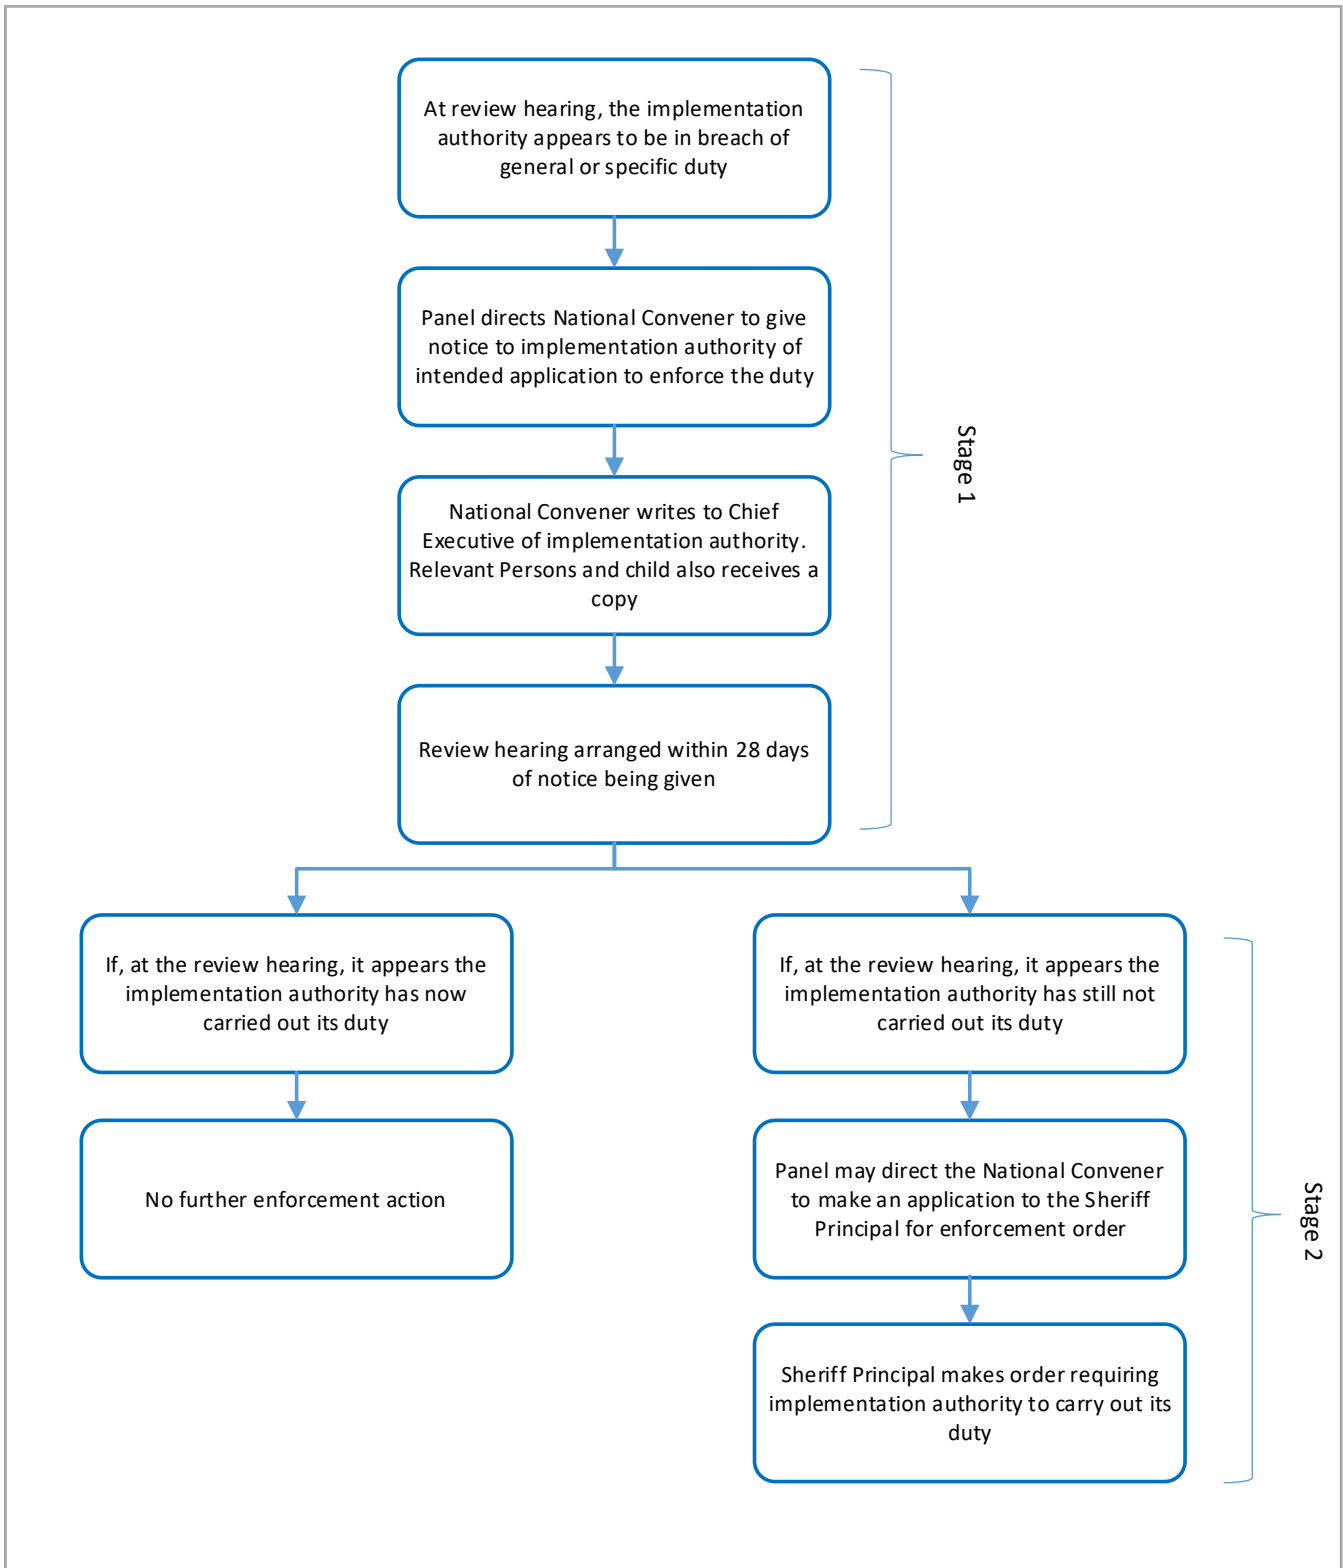 At review hearing, the implementation
authority appears to be in breach of
general or specific duty
Panel directs National Convener to give
notice to implementation authority of
intended application to enforce the duty
National Convener writes to Chief
Executive of implementation authority.
Relevant Persons and child also receives a
copy
Review hearing arranged within 28 days
of notice being given
Stage 1
If, at the review hearing, it appears the
implementation authority has now
carried out its duty
No further enforcement action
If, at the review hearing, it appears the
implementation authority has still not
carried out its duty
Panel may direct the National Convener
to make an application to the Sheriff
Principal for enforcement order
Sheriff Principal makes order requiring
implementation authority to carry out its
duty
Stage 2